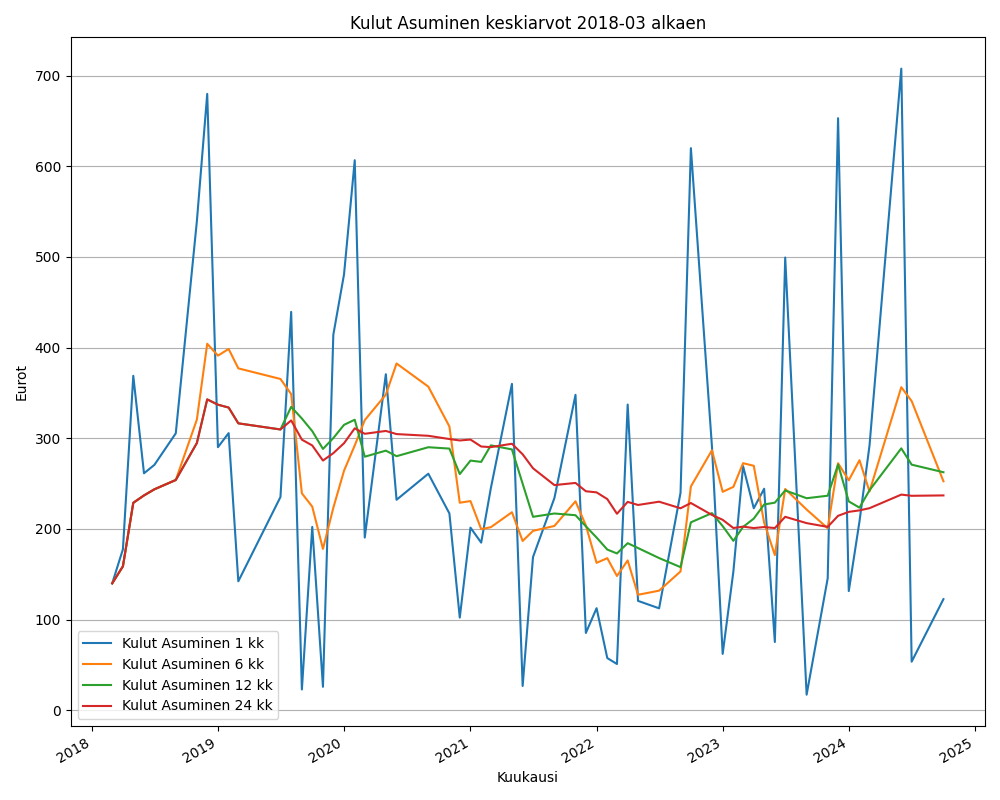 Kulut Asuminen keskiarvot 2018-03 alkaen
Eurot
700
600
500
400
300
200
100
0
Kulut Asuminen 1 kk
Kulut Asuminen 6 kk
Kulut Asuminen 12 kk
Kulut Asuminen 24 kk
2018
2019
2020
2021
2022
2023
2024
2025
Kuukausi